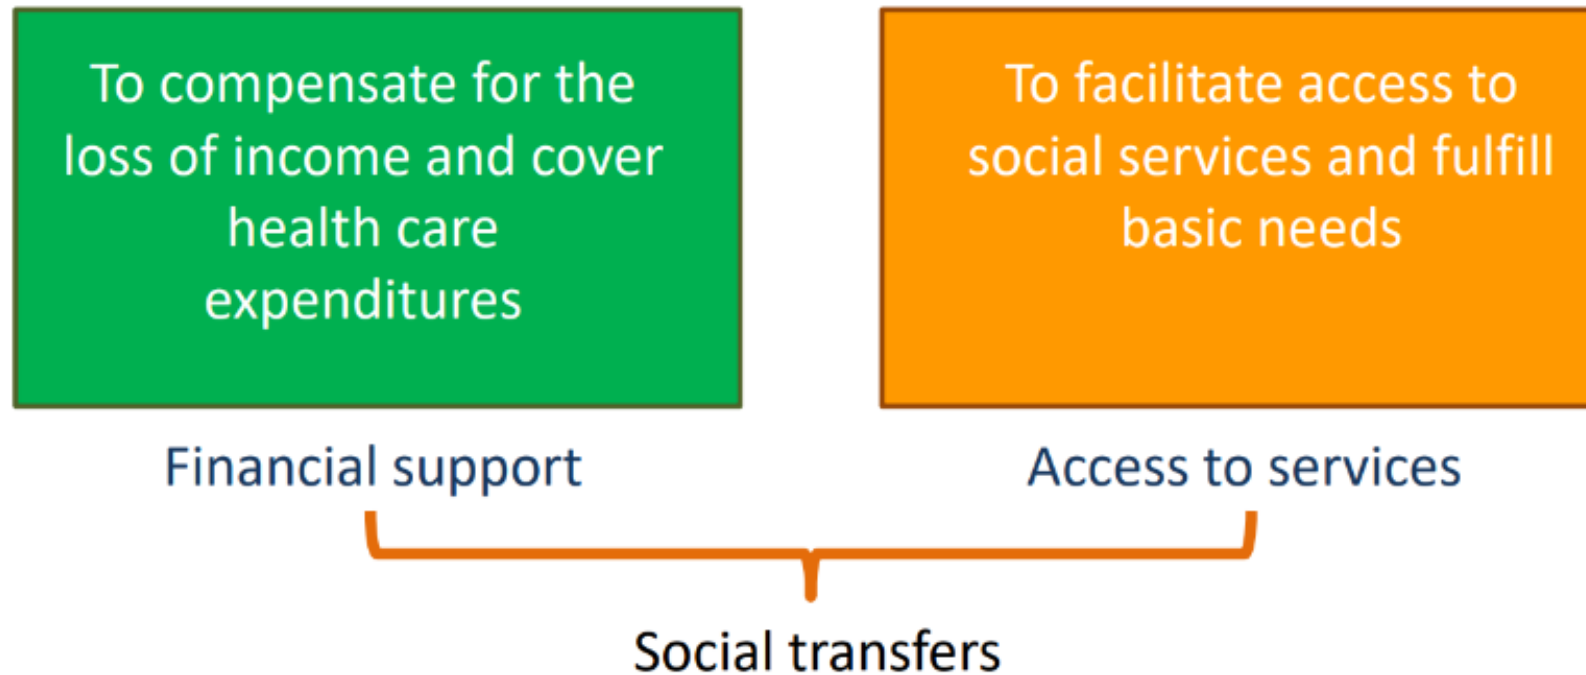 To compensate for the
loss of income and cover
health care
expenditures
To facilitate access to
social services and fulfill
basic needs
Financial support
Access to services
Social transfers